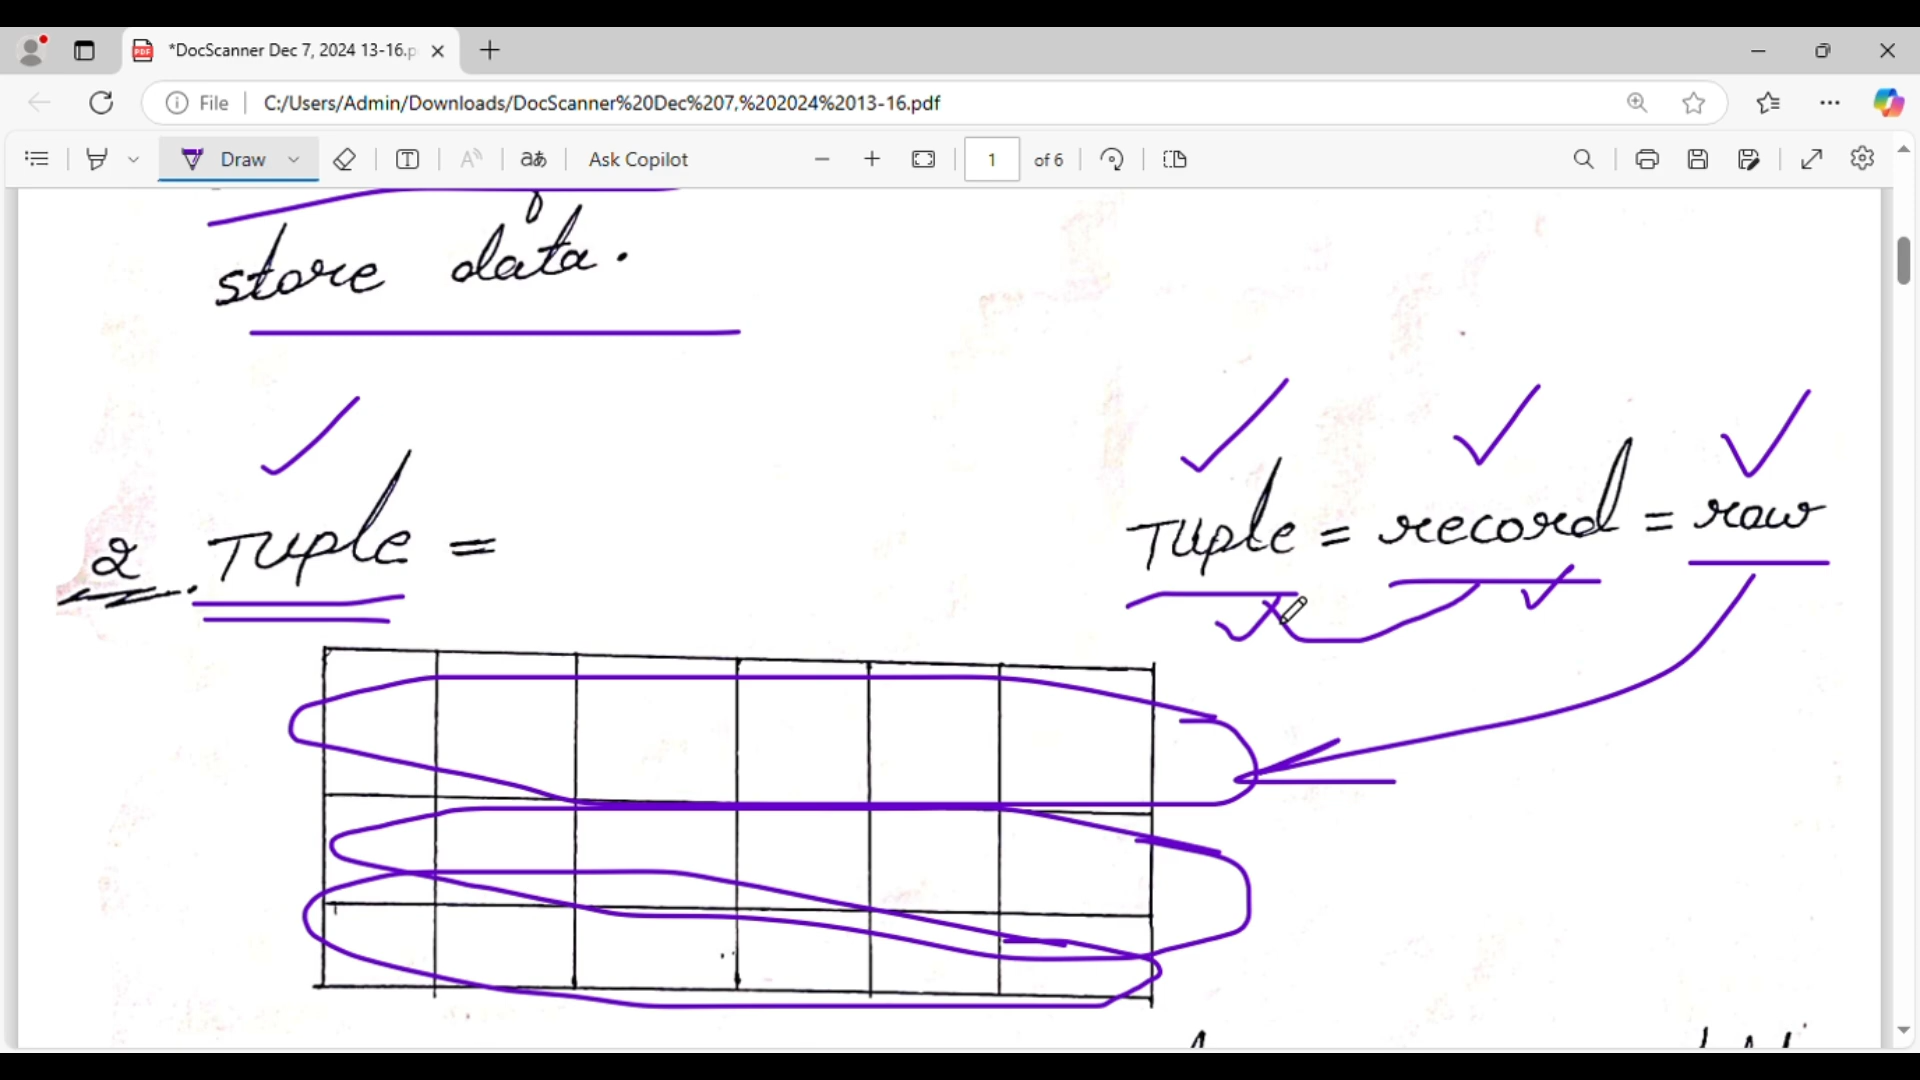 *DocScanner Dec 7, 2024 13-16.p
File
C:/Users/Admin/Downloads/DocScanner%20Dec%207,%202024%2013-16.pdf
Draw
Ask Copilot
1 of 6
store data.
2. Tuple =
Tuple = record = raw